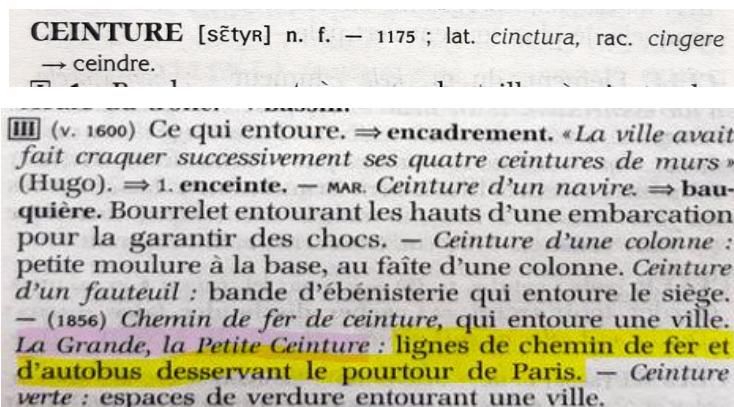 CEINTURE [sɛ̃tyʀ] n. f. — 1175 ; lat. cinctura, rac. cingere
→ ceindre.
III (v. 1600) Ce qui entoure. ⇒ encadrement. «La ville avait
fait craquer successivement ses quatre ceintures de murs »
(Hugo). ⇒ 1. enceinte. — MAR. Ceinture d'un navire. ⇒ bau-
quière. Bourrelet entourant les hauts d'une embarcation
pour la garantir des chocs. — Ceinture d'une colonne :
petite moulure à la base, au faîte d'une colonne. Ceinture
d'un fauteuil : bande d'ébénisterie qui entoure le siège.
— (1856) Chemin de fer de ceinture, qui entoure une ville.
La Grande, la Petite Ceinture : lignes de chemin de fer et
d'autobus desservant le pourtour de Paris. — Ceinture
verte : espaces de verdure entourant une ville.